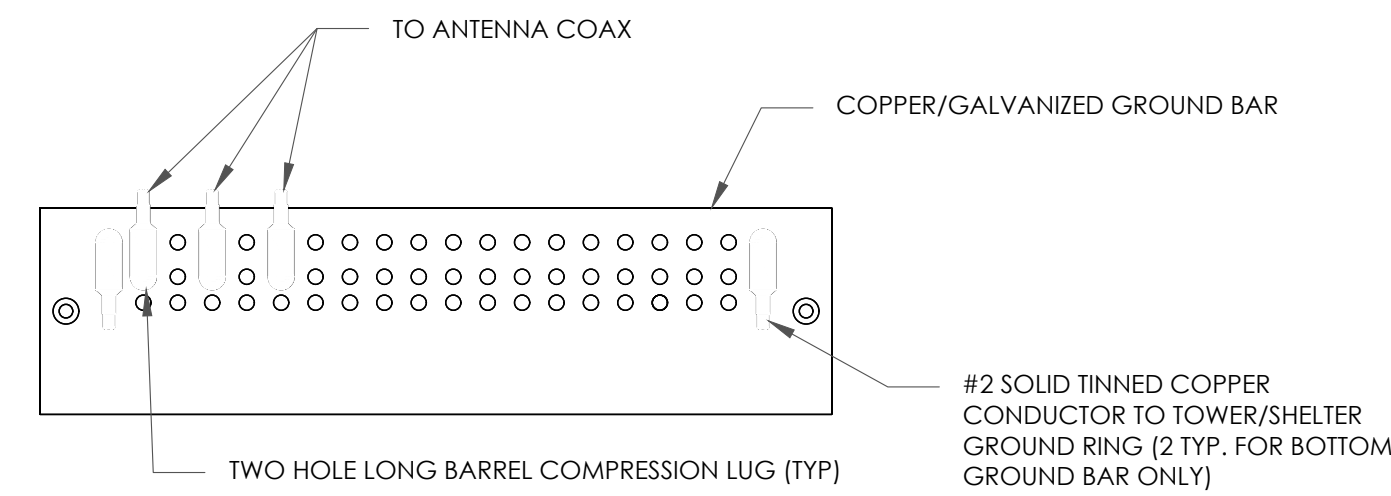 TO ANTENNA COAX
COPPER/GALVANIZED GROUND BAR
#2 SOLID TINNED COPPER
CONDUCTOR TO TOWER/SHELTER
GROUND RING (2 TYP. FOR BOTTOM
GROUND BAR ONLY)
TWO HOLE LONG BARREL COMPRESSION LUG (TYP)